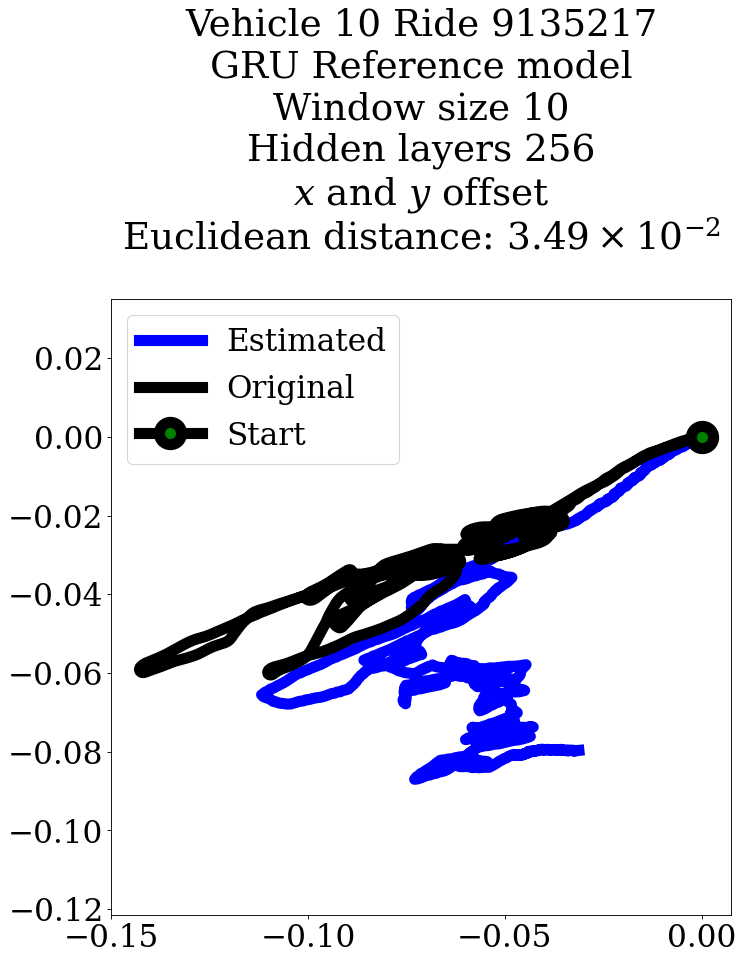 Vehicle 10 Ride 9135217
GRU Reference model
Window size 10
Hidden layers 256
x and y offset
Euclidean distance: 3.49 × 10⁻²
Estimated
Original
Start
0.02
0.00
−0.02
−0.04
−0.06
−0.08
−0.10
−0.12
−0.15 −0.10 −0.05 0.00